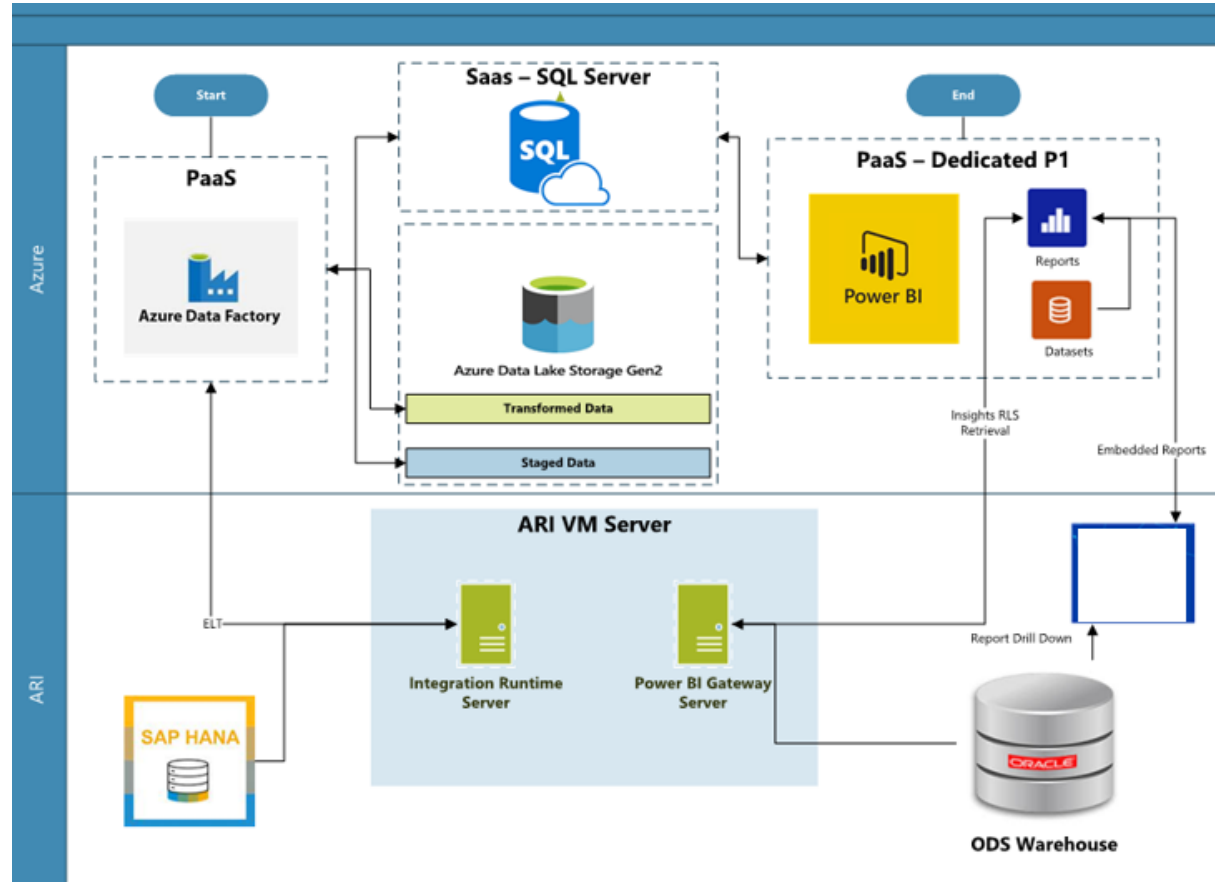 Azure
Start
Saas – SQL Server
SQL
End
PaaS
Azure Data Factory
PaaS – Dedicated P1
Power BI
Reports
Datasets
Azure Data Lake Storage Gen2
Transformed Data
Staged Data
Insights RLS
Retrieval
Embedded Reports
ARI
ARI VM Server
ELT
Integration Runtime
Server
Power BI Gateway
Server
Report Drill Down
SAP HANA
ORACLE
ODS Warehouse